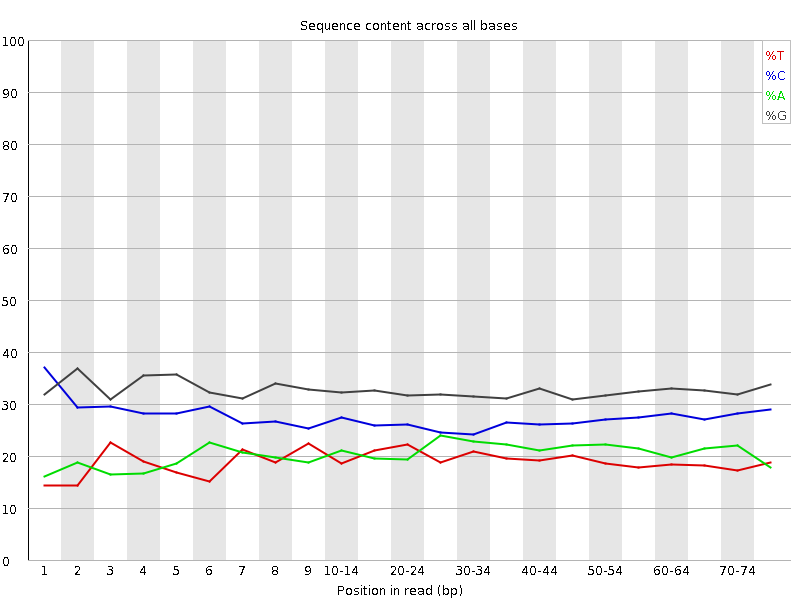 Sequence content across all bases
100
90
80
70
60
50
40
30
20
10
0
%T
%C
%A
%G
1 2 3 4 5 6 7 8 9 10-14 20-24 30-34 40-44 50-54 60-64 70-74
Position in read (bp)